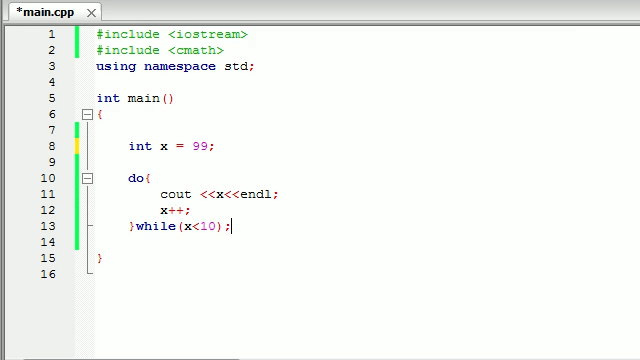 *main.cpp
1 #include <iostream>
2 #include <cmath>
3 using namespace std;
4
5 int main()
6 {
7
8 int x = 99;
9
10 do{
11 cout <<x<<endl;
12 x++;
13 }while(x<10);
14
15 }
16